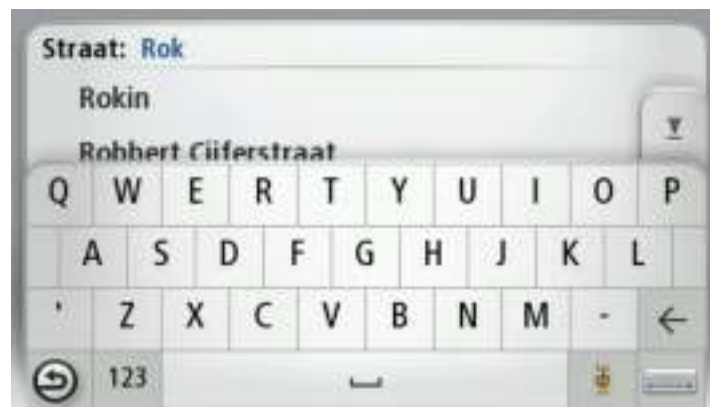 Straat: Rok
Rokin
Robbert Cijferstraat
Q W E R T Y U I O P
A S D F G H J K L
' Z X C V B N M -
123